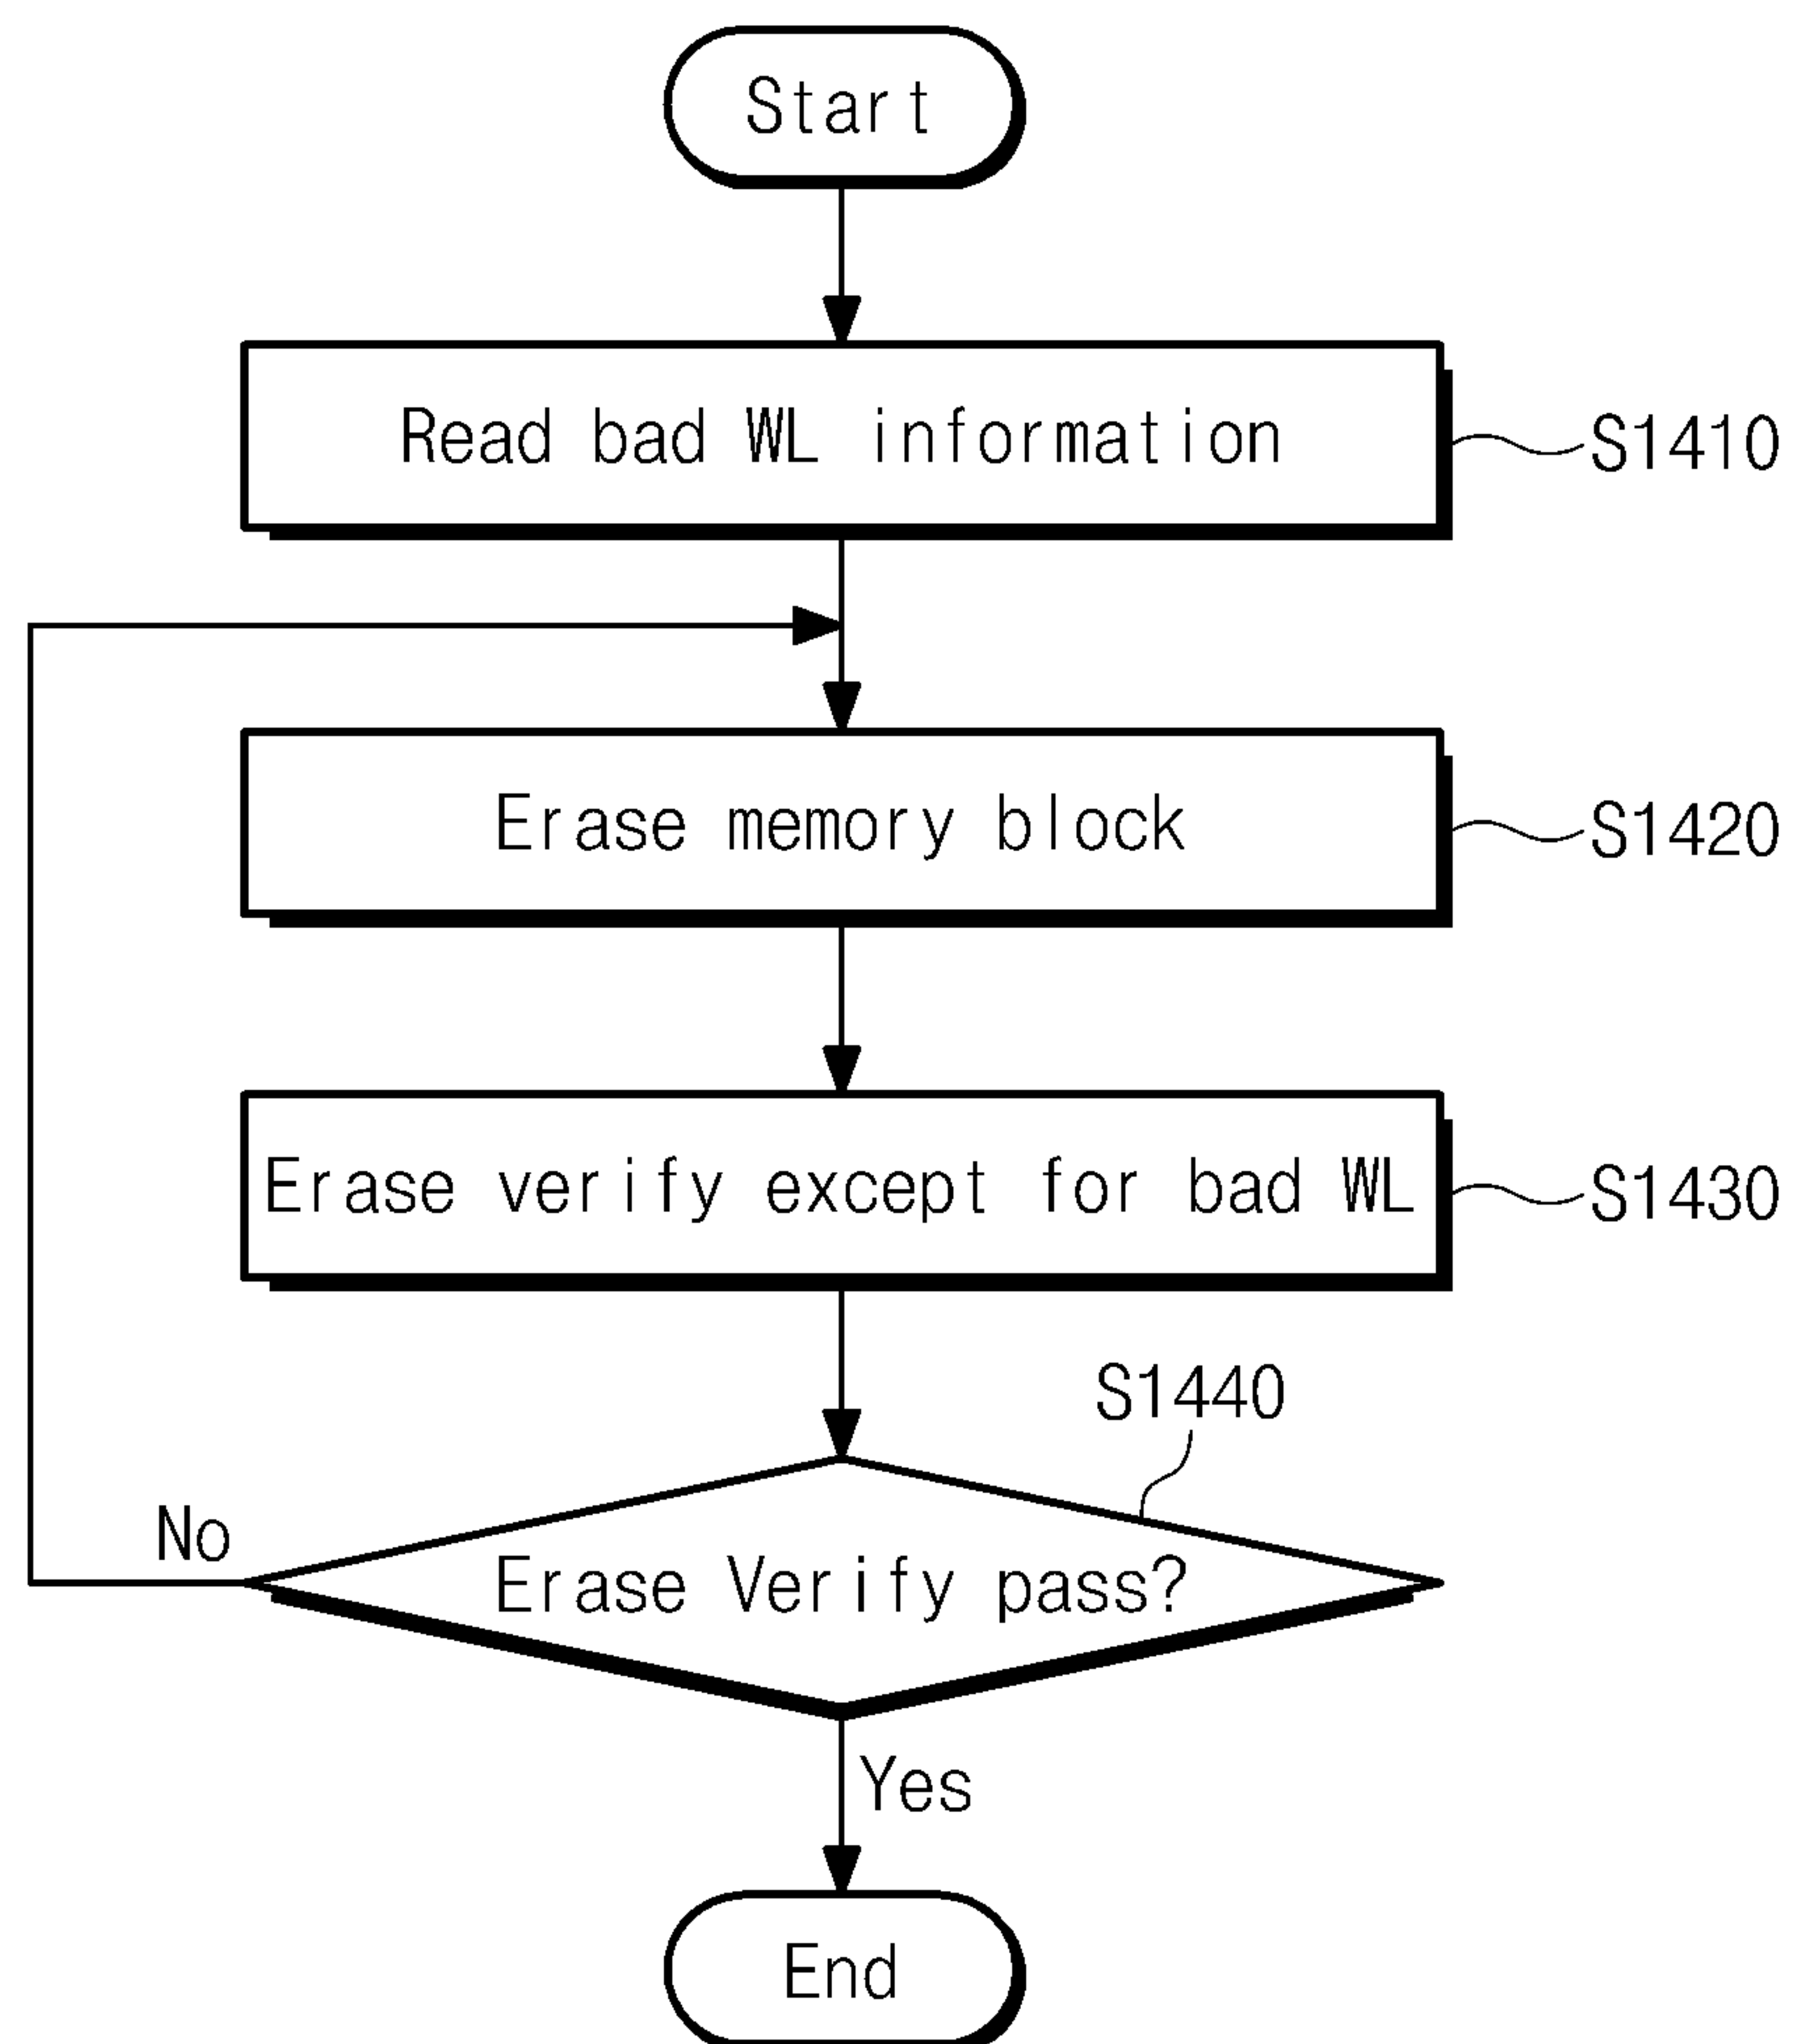 Start
Read bad WL information
S1410
Erase memory block
S1420
Erase verify except for bad WL
S1430
S1440
No
Erase Verify pass?
Yes
End